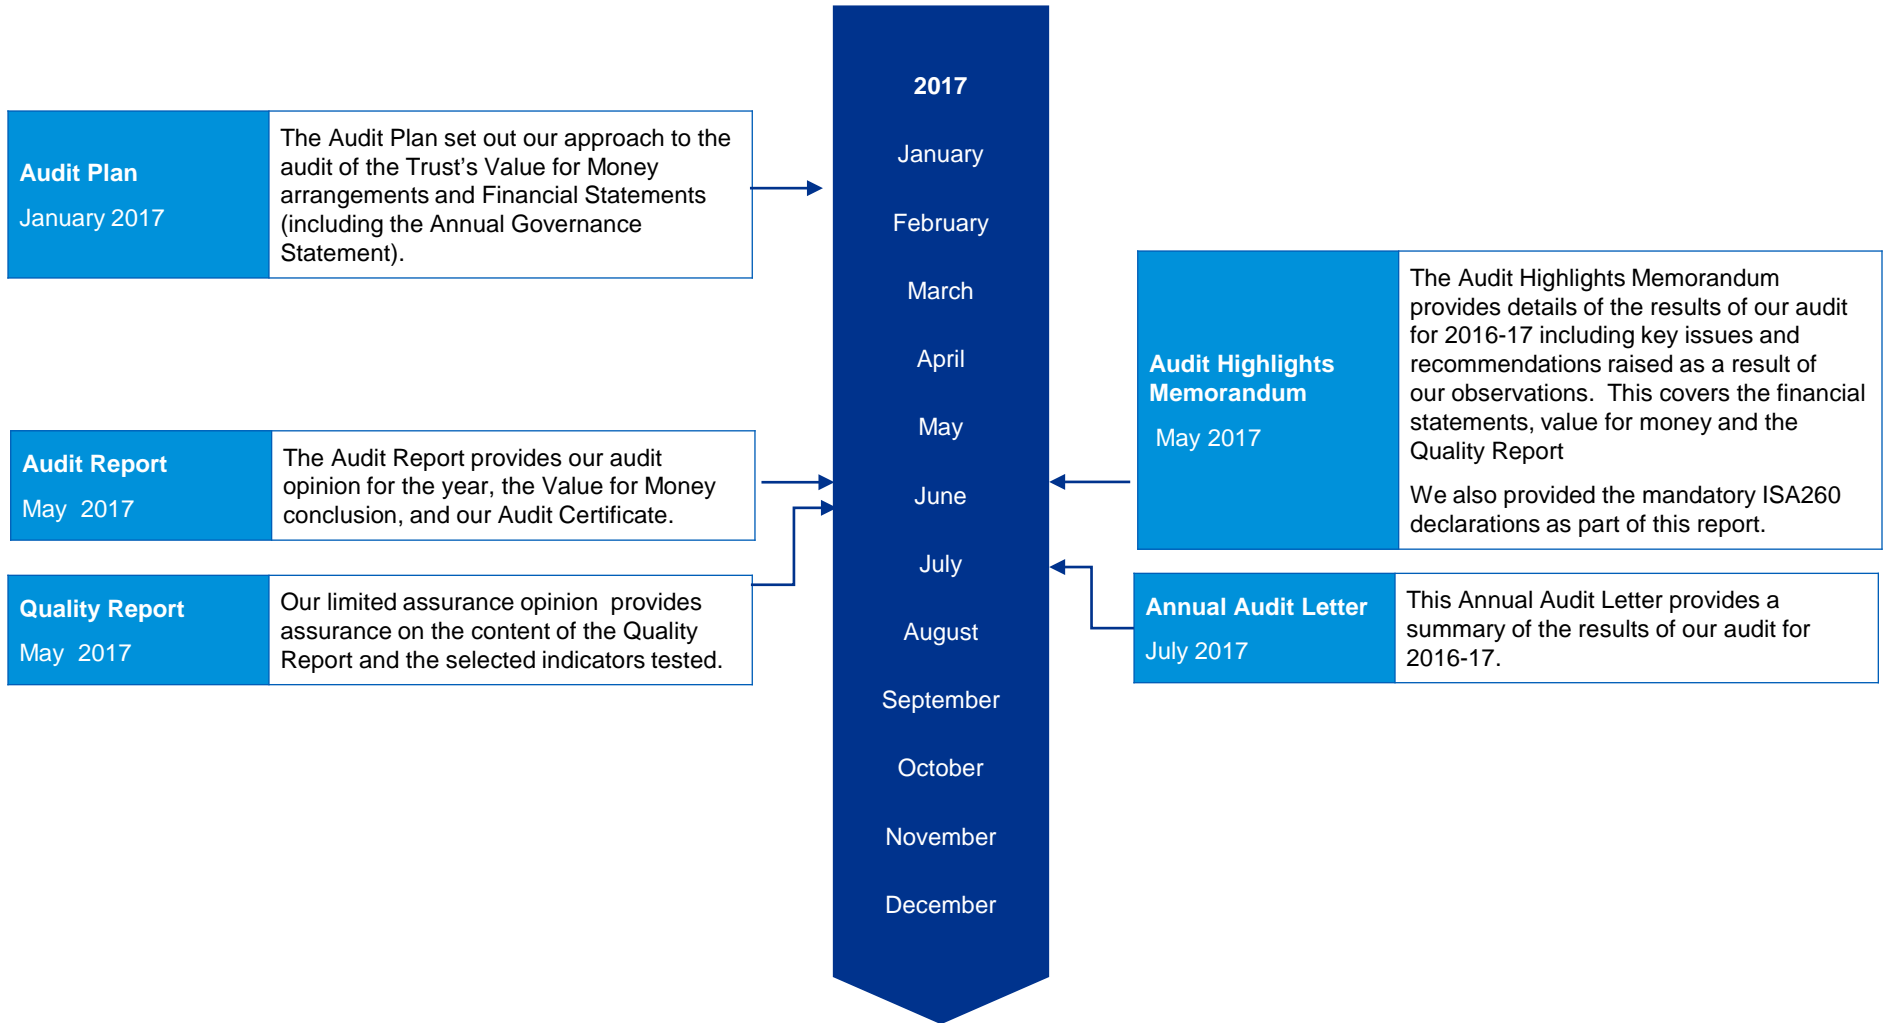 2017
January
February
March
April
May
June
July
August
September
October
November
December
Audit Plan
January 2017
The Audit Plan set out our approach to the
audit of the Trust’s Value for Money
arrangements and Financial Statements
(including the Annual Governance
Statement).
Audit Report
May  2017
The Audit Report provides our audit
opinion for the year, the Value for Money
conclusion, and our Audit Certificate.
Quality Report
May  2017
Our limited assurance opinion  provides
assurance on the content of the Quality
Report and the selected indicators tested.
Audit Highlights
Memorandum
May 2017
The Audit Highlights Memorandum
provides details of the results of our audit
for 2016-17 including key issues and
recommendations raised as a result of
our observations.  This covers the financial
statements, value for money and the
Quality Report
We also provided the mandatory ISA260
declarations as part of this report.
Annual Audit Letter
July 2017
This Annual Audit Letter provides a
summary of the results of our audit for
2016-17.